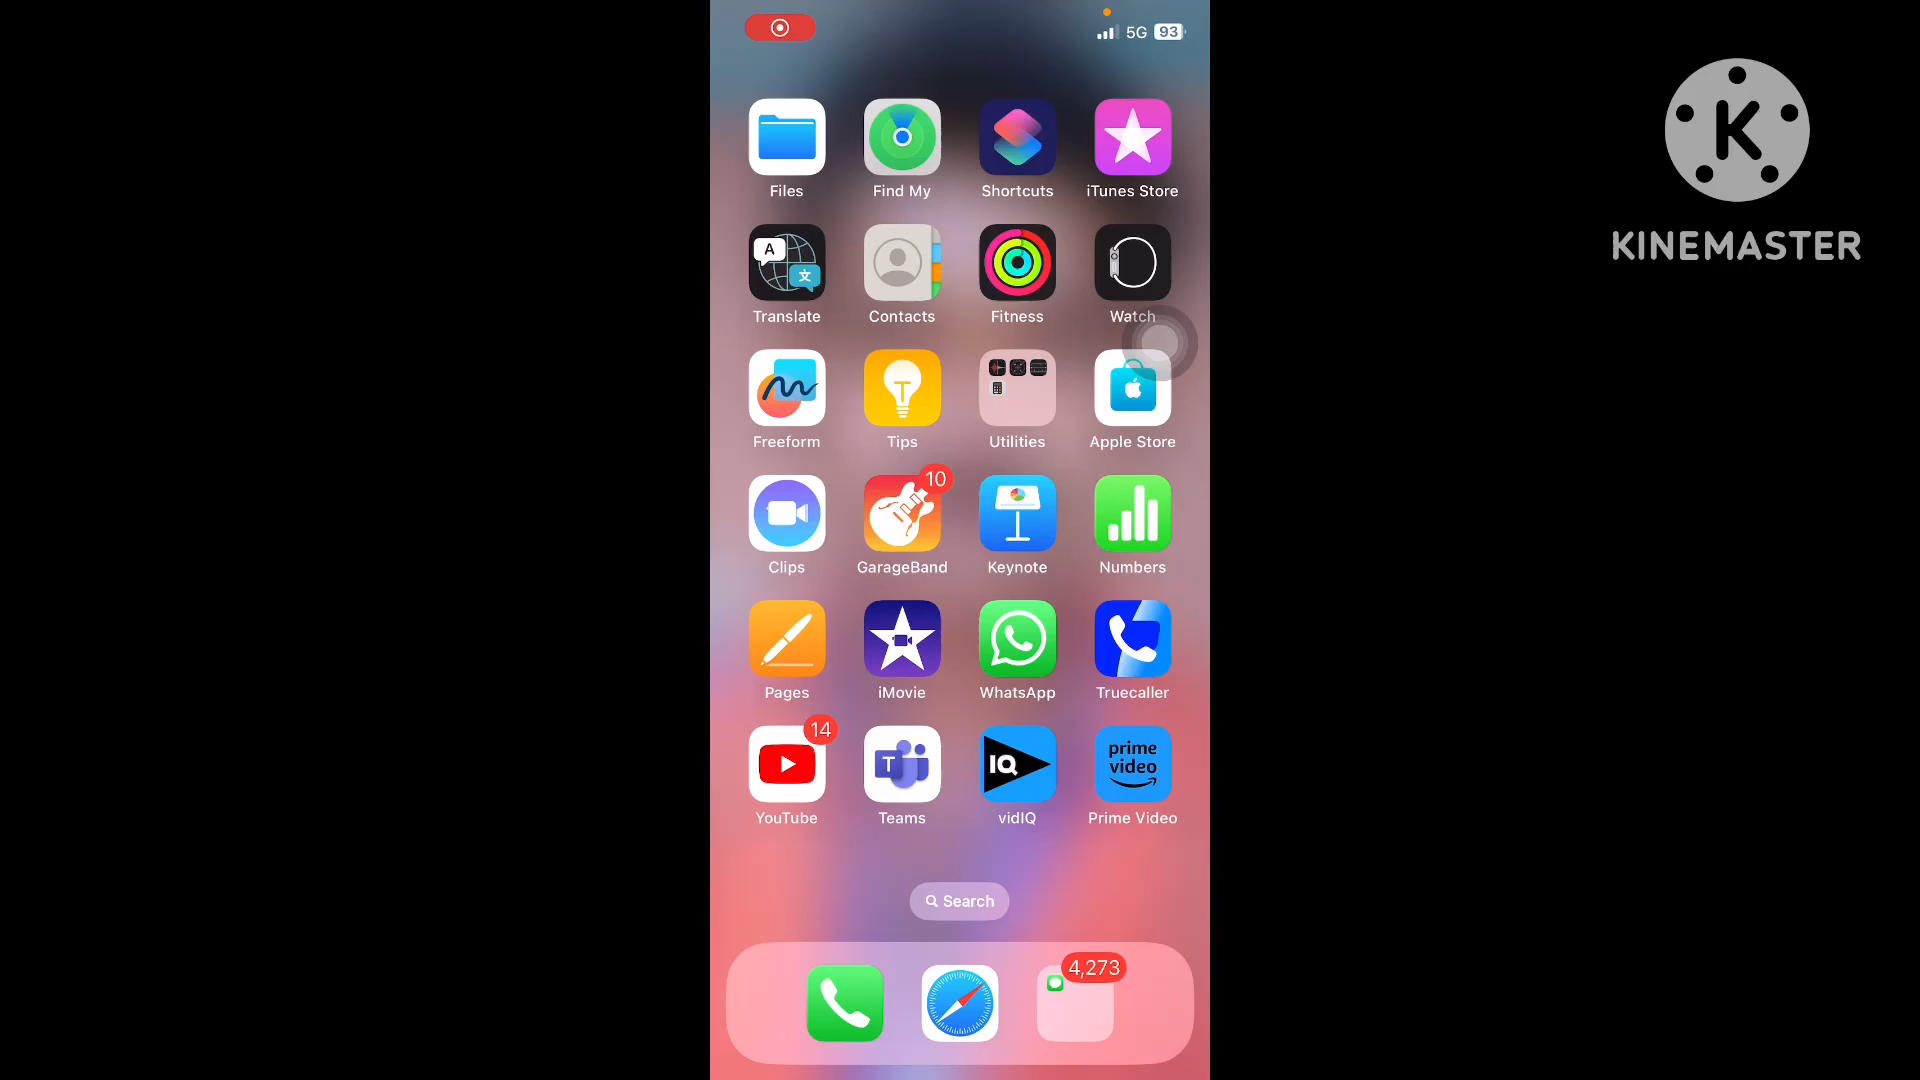 5G 93
K
KINEMASTER
Files Find My Shortcuts iTunes Store
A
文
Translate Contacts Fitness Watch
Freeform Tips Utilities Apple Store
10
Clips GarageBand Keynote Numbers
Pages iMovie WhatsApp Truecaller
14
T
IQ
prime
video
YouTube Teams vidIQ Prime Video
Search
4,273